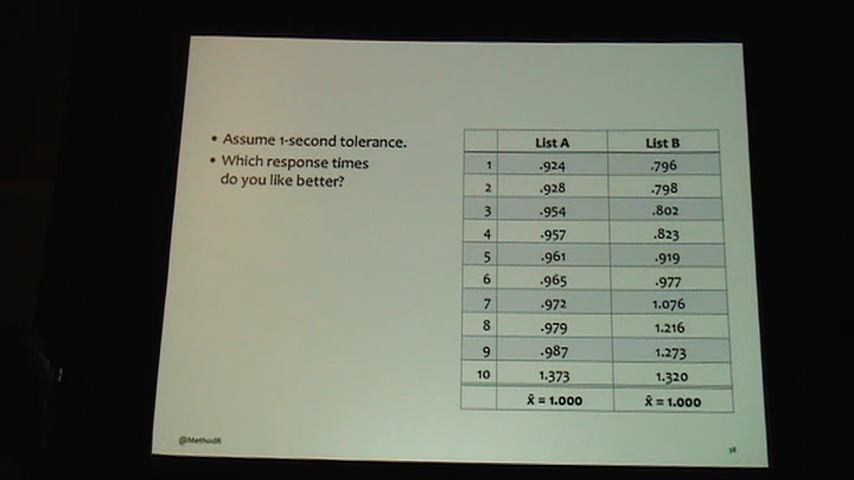 • Assume 1-second tolerance.
• Which response times
do you like better?
List A List B
1 .924 .796
2 .928 .798
3 .954 .802
4 .957 .823
5 .961 .919
6 .965 .977
7 .972 1.076
8 .979 1.216
9 .987 1.273
10 1.373 1.320
x̂ = 1.000 x̂ = 1.000
@MethodR
38